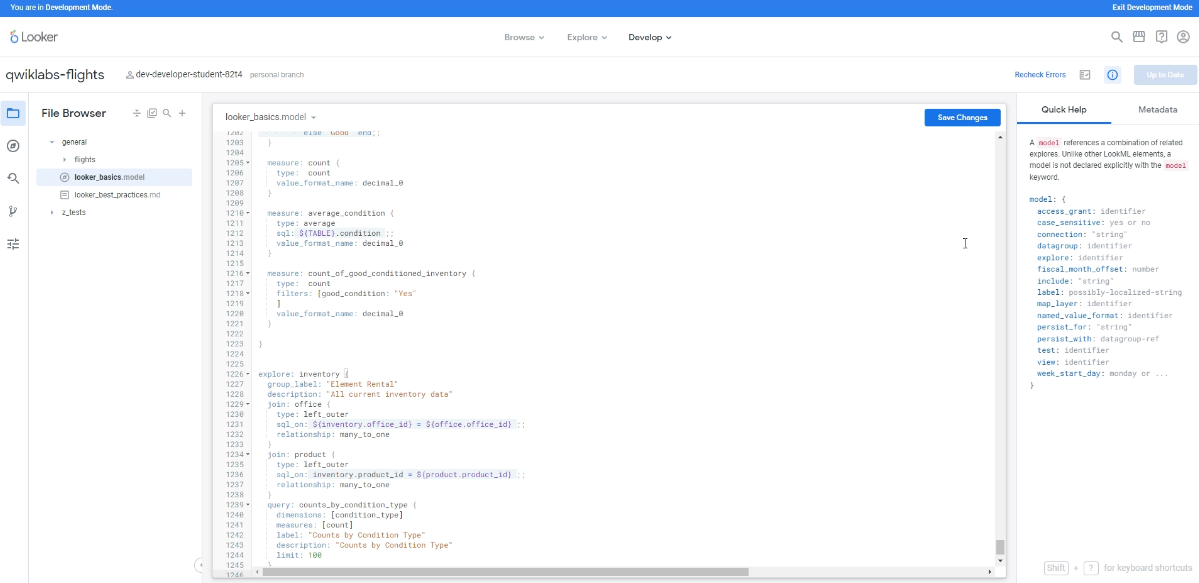 You are in Development Mode.
Exit Development Mode
Looker
Browse
Explore
Develop
qwiklabs-flights
dev-developer-student-82t4 personal branch
Recheck Errors
Up to Date
File Browser
general
flights
looker_basics.model
looker_best_practices.md
z_tests
looker_basics.model
Save Changes
1202 else "Good" end;;
1203 }
1204
1205 measure: count {
1206 type: count
1207 value_format_name: decimal_0
1208 }
1209
1210 measure: average_condition {
1211 type: average
1212 sql: ${TABLE}.condition ;;
1213 value_format_name: decimal_0
1214 }
1215
1216 measure: count_of_good_conditioned_inventory {
1217 type: count
1218 filters: [good_condition: "Yes"
1219 ]
1220 value_format_name: decimal_0
1221 }
1222
1223 }
1224
1225
1226 explore: inventory {
1227 group_label: "Element Rental"
1228 description: "All current inventory data"
1229 join: office {
1230 type: left_outer
1231 sql_on: ${inventory.office_id} = ${office.office_id} ;;
1232 relationship: many_to_one
1233 }
1234 join: product {
1235 type: left_outer
1236 sql_on: inventory.product_id = ${product.product_id} ;;
1237 relationship: many_to_one
1238 }
1239 query: counts_by_condition_type {
1240 dimensions: [condition_type]
1241 measures: [count]
1242 label: "Counts by Condition Type"
1243 description: "Counts by Condition Type"
1244 limit: 100
1245 }
1246
Quick Help
Metadata
A model references a combination of related
explores. Unlike other LookML elements, a
model is not declared explicitly with the model
keyword.
model: {
access_grant: identifier
case_sensitive: yes or no
connection: "string"
datagroup: identifier
explore: identifier
fiscal_month_offset: number
include: "string"
label: possibly-localized-string
map_layer: identifier
named_value_format: identifier
persist_for: "string"
persist_with: datagroup-ref
test: identifier
view: identifier
week_start_day: monday or ...
}
Shift + ? for keyboard shortcuts